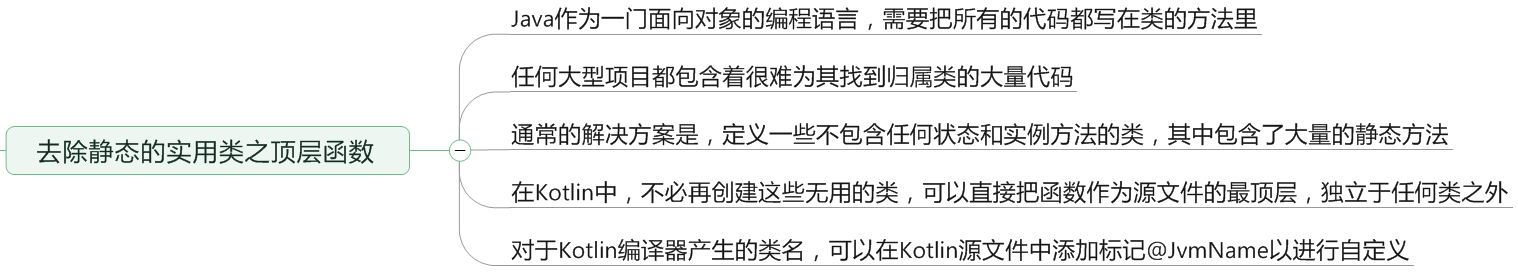 去除静态的实用类之顶层函数
Java作为一门面向对象的编程语言，需要把所有的代码都写在类的方法里
任何大型项目都包含着很难为其找到归属类的大量代码
通常的解决方案是，定义一些不包含任何状态和实例方法的类，其中包含了大量的静态方法
在Kotlin中，不必再创建这些无用的类，可以直接把函数作为源文件的最顶层，独立于任何类之外
对于Kotlin编译器产生的类名，可以在Kotlin源文件中添加标记@JvmName以进行自定义